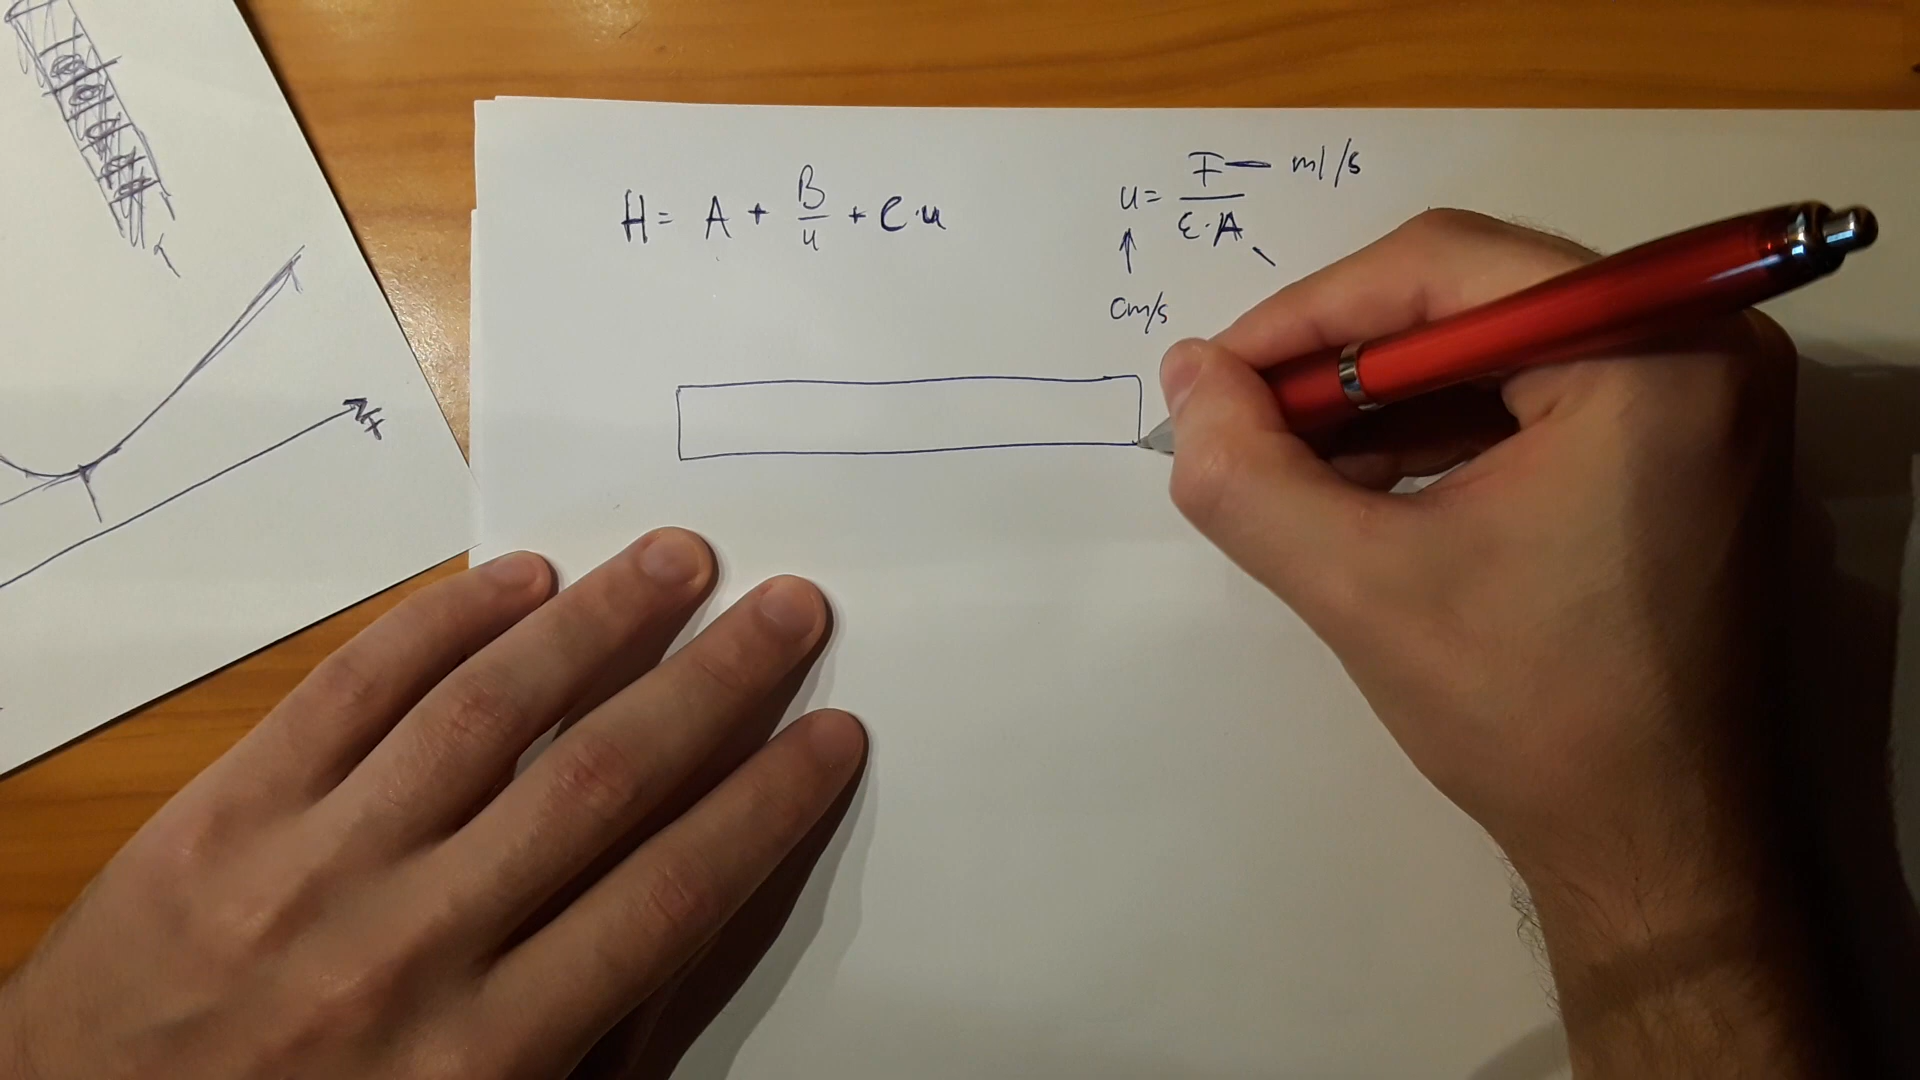 H = A + B/u + C·u
u = F/ε·A — ml/s
cm/s
F